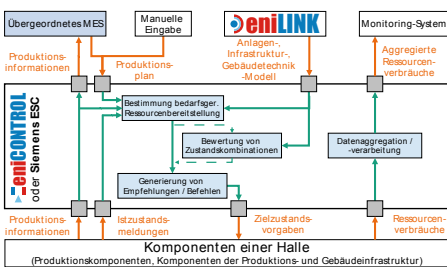 Übergeordnetes MES
Manuelle
Eingabe
eniLINK
Monitoring-System
Produktions-
informationen
Produktions-
plan
Anlagen-,
Infrastruktur-,
Gebäudetechnik
-Modell
Aggregierte
Ressourcen-
verbräuche
eniCONTROL
oder Siemens ESC
Bestimmung bedarfsger.
Ressourcenbereitstellung
Bewertung von
Zustandskombinationen
Datenaggregation /
-verarbeitung
Generierung von
Empfehlungen / Befehlen
Produktions-
informationen
Istzustands-
meldungen
Zielzustands-
vorgaben
Ressourcen-
verbräuche
Komponenten einer Halle
(Produktionskomponenten, Komponenten der Produktions- und Gebäudeinfrastruktur)